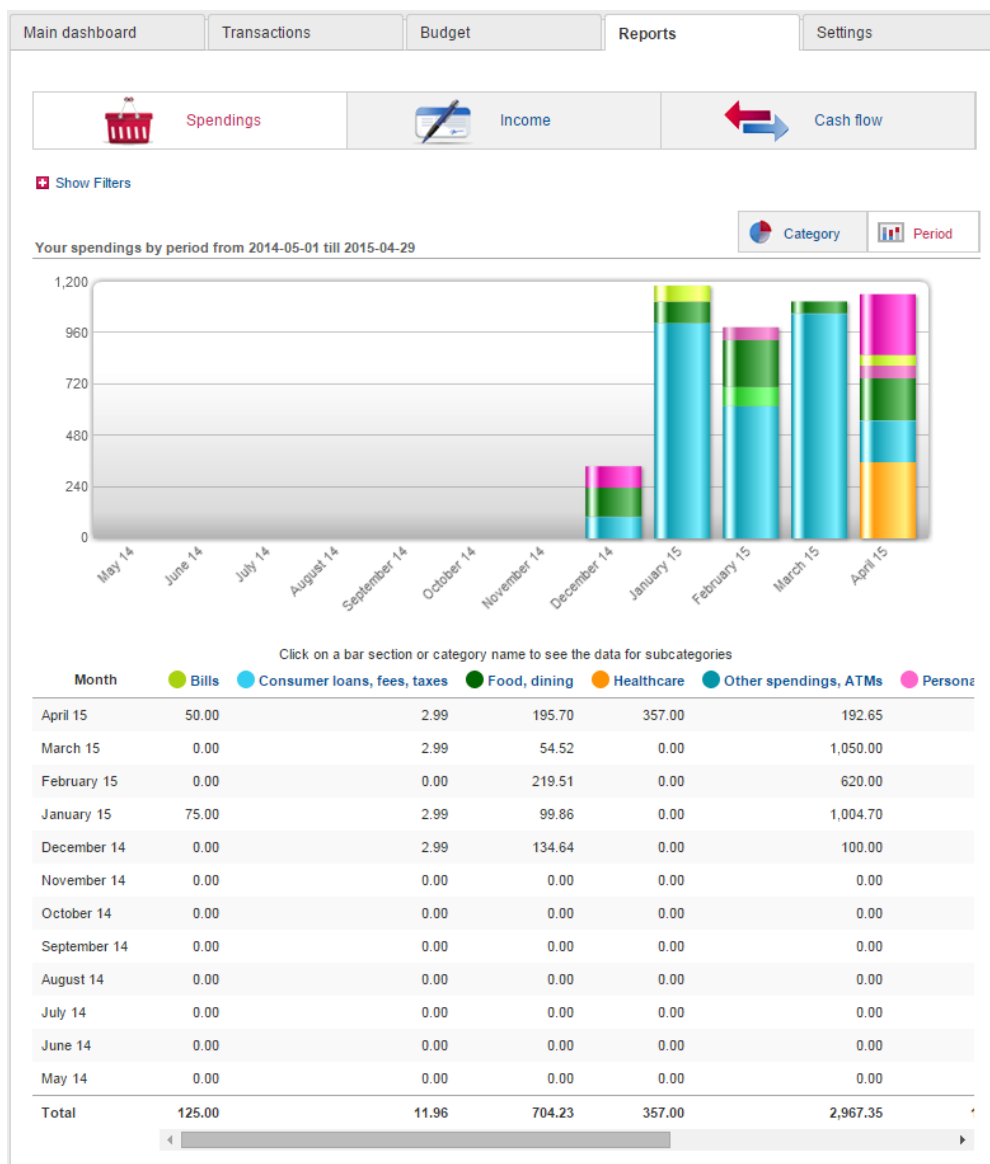 Main dashboard Transactions Budget Reports Settings
Spendings Income Cash flow
Show Filters
Category Period
Your spendings by period from 2014-05-01 till 2015-04-29
1,200
960
720
480
240
0
May 14 June 14 July 14 August 14 September 14 October 14 November 14 December 14 January 15 February 15 March 15 April 15
Click on a bar section or category name to see the data for subcategories
Month Bills Consumer loans, fees, taxes Food, dining Healthcare Other spendings, ATMs Persona
April 15 50.00 2.99 195.70 357.00 192.65
March 15 0.00 2.99 54.52 0.00 1,050.00
February 15 0.00 0.00 219.51 0.00 620.00
January 15 75.00 2.99 99.86 0.00 1,004.70
December 14 0.00 2.99 134.64 0.00 100.00
November 14 0.00 0.00 0.00 0.00 0.00
October 14 0.00 0.00 0.00 0.00 0.00
September 14 0.00 0.00 0.00 0.00 0.00
August 14 0.00 0.00 0.00 0.00 0.00
July 14 0.00 0.00 0.00 0.00 0.00
June 14 0.00 0.00 0.00 0.00 0.00
May 14 0.00 0.00 0.00 0.00 0.00
Total 125.00 11.96 704.23 357.00 2,967.35